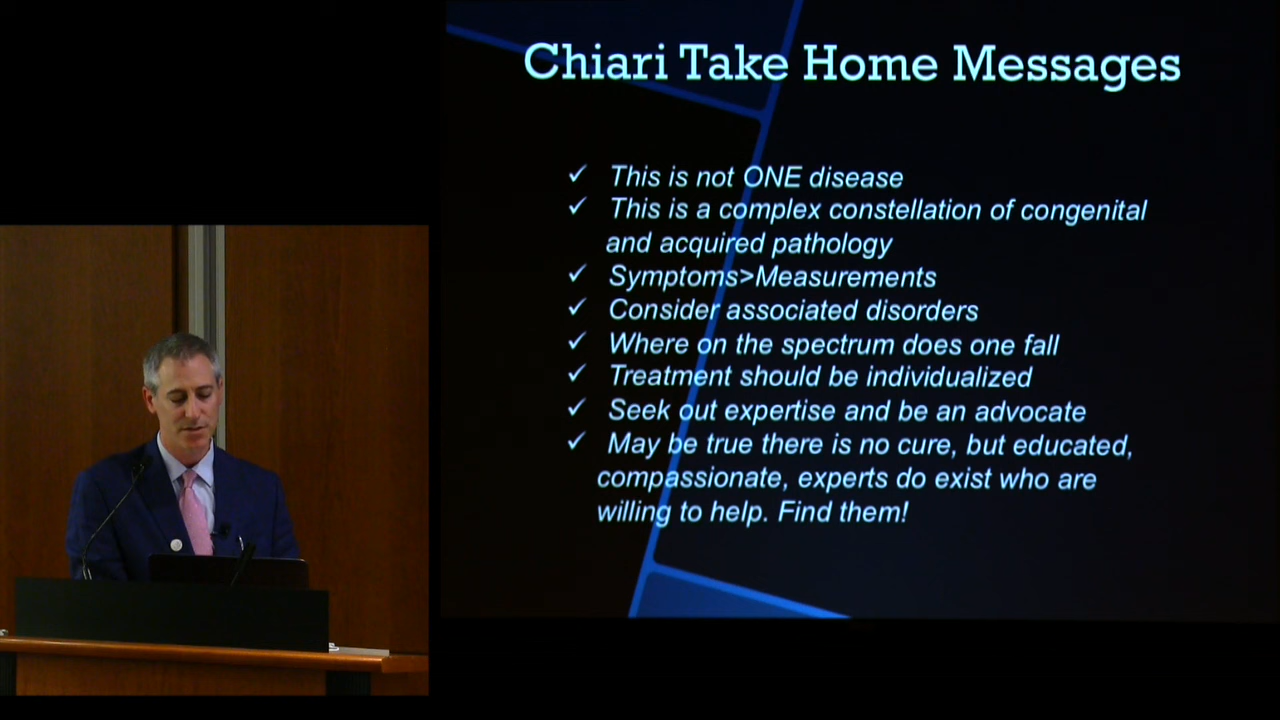 Chiari Take Home Messages
✓ This is not ONE disease
✓ This is a complex constellation of congenital
and acquired pathology
✓ Symptoms>Measurements
✓ Consider associated disorders
✓ Where on the spectrum does one fall
✓ Treatment should be individualized
✓ Seek out expertise and be an advocate
✓ May be true there is no cure, but educated,
compassionate, experts do exist who are
willing to help. Find them!